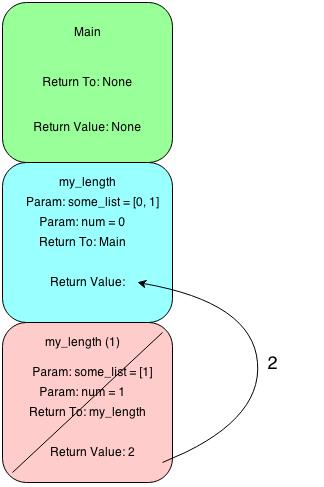 Main
Return To: None
Return Value: None
my_length
Param: some_list = [0, 1]
Param: num = 0
Return To: Main
Return Value:
my_length (1)
Param: some_list = [1]
Param: num = 1
Return To: my_length
Return Value: 2
2